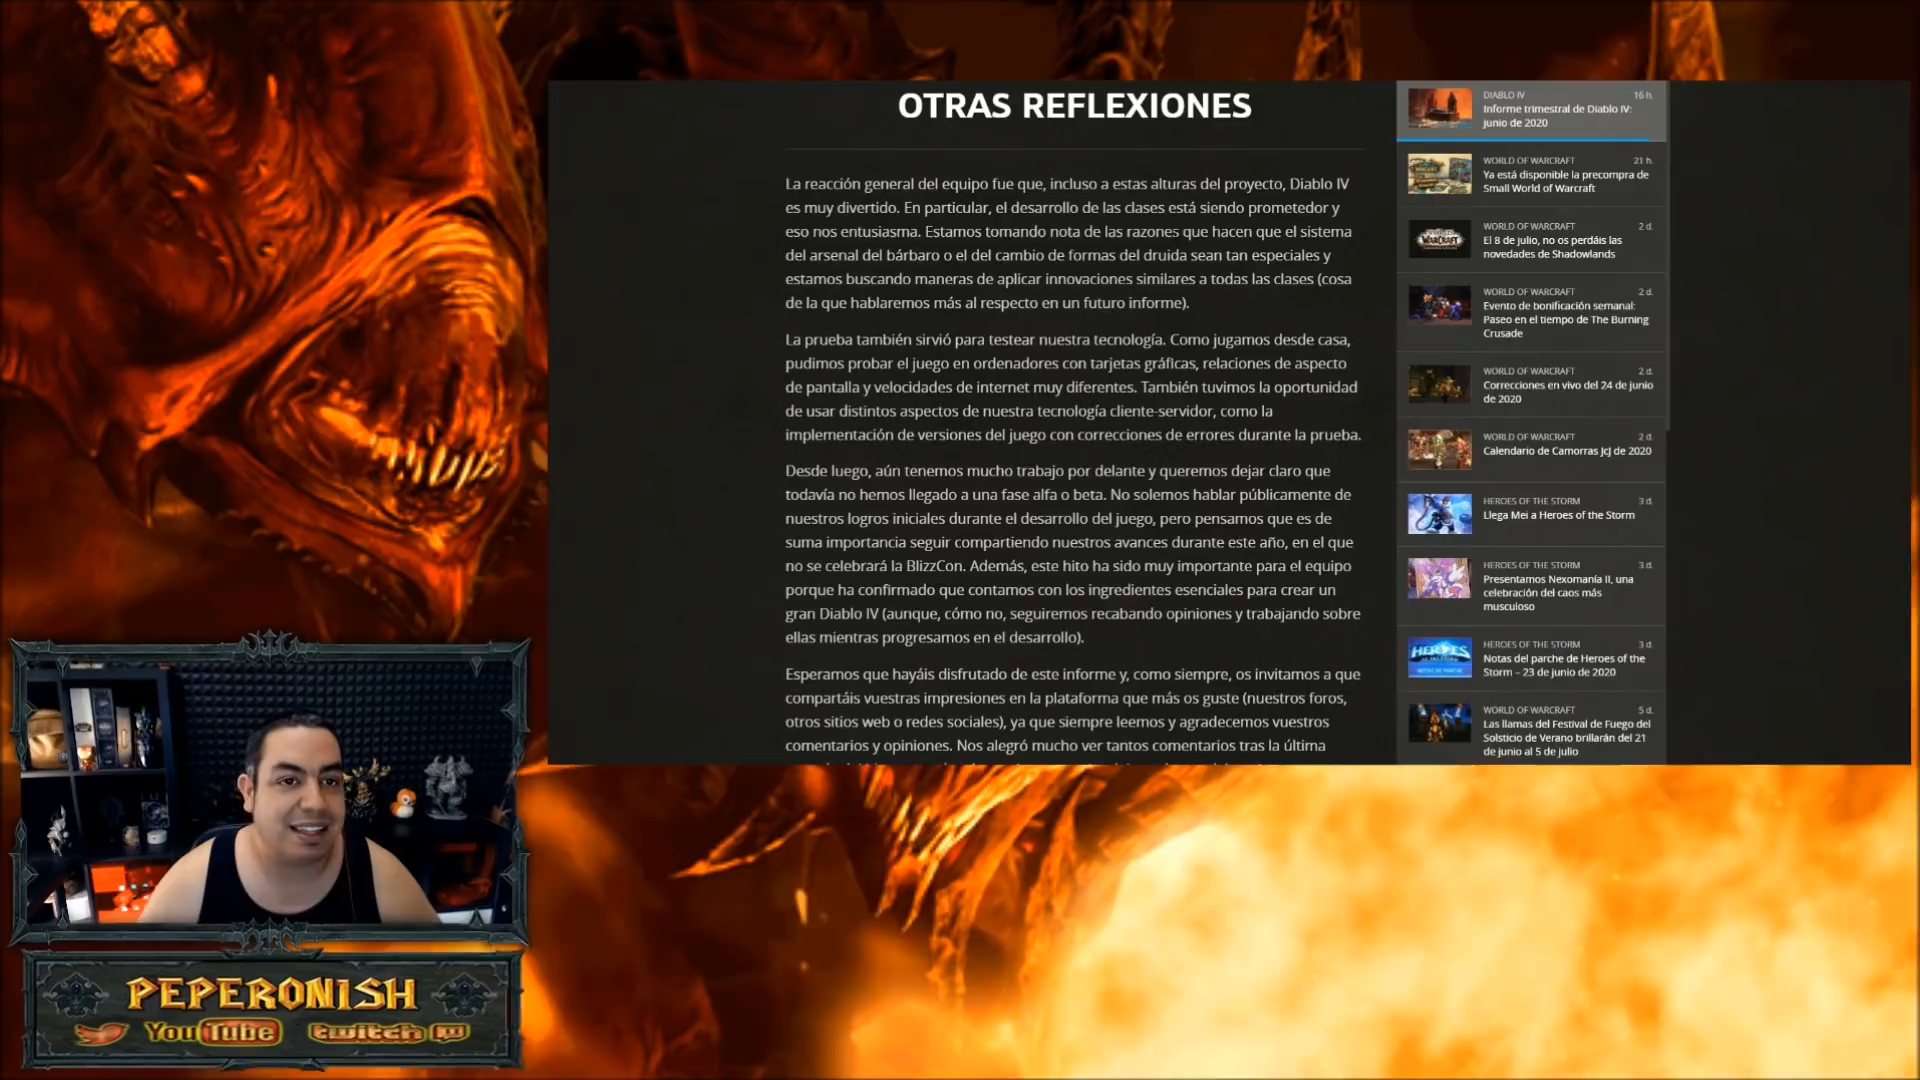 OTRAS REFLEXIONES
La reacción general del equipo fue que, incluso a estas alturas del proyecto, Diablo IV
es muy divertido. En particular, el desarrollo de las clases está siendo prometedor y
eso nos entusiasma. Estamos tomando nota de las razones que hacen que el sistema
del arsenal del bárbaro o el del cambio de formas del druida sean tan especiales y
estamos buscando maneras de aplicar innovaciones similares a todas las clases (cosa
de la que hablaremos más al respecto en un futuro informe).
La prueba también sirvió para testear nuestra tecnología. Como jugamos desde casa,
pudimos probar el juego en ordenadores con tarjetas gráficas, relaciones de aspecto
de pantalla y velocidades de internet muy diferentes. También tuvimos la oportunidad
de usar distintos aspectos de nuestra tecnología cliente-servidor, como la
implementación de versiones del juego con correcciones de errores durante la prueba.
Desde luego, aún tenemos mucho trabajo por delante y queremos dejar claro que
todavía no hemos llegado a una fase alfa o beta. No solemos hablar públicamente de
nuestros logros iniciales durante el desarrollo del juego, pero pensamos que es de
suma importancia seguir compartiendo nuestros avances durante este año, en el que
no se celebrará la BlizzCon. Además, este hito ha sido muy importante para el equipo
porque ha confirmado que contamos con los ingredientes esenciales para crear un
gran Diablo IV (aunque, cómo no, seguiremos recabando opiniones y trabajando sobre
ellas mientras progresamos en el desarrollo).
Esperamos que hayáis disfrutado de este informe y, como siempre, os invitamos a que
compartáis vuestras impresiones en la plataforma que más os guste (nuestros foros,
otros sitios web o redes sociales), ya que siempre leemos y agradecemos vuestros
comentarios y opiniones. Nos alegró mucho ver tantos comentarios tras la última
DIABLO IV 16 h.
Informe trimestral de Diablo IV:
junio de 2020
WORLD OF WARCRAFT 21 h.
Ya está disponible la precompra de
Small World of Warcraft
WORLD OF WARCRAFT 2 d.
El 8 de julio, no os perdáis las
novedades de Shadowlands
WARCRAFT
WORLD OF WARCRAFT 2 d.
Evento de bonificación semanal:
Paseo en el tiempo de The Burning
Crusade
WORLD OF WARCRAFT 2 d.
Correcciones en vivo del 24 de junio
de 2020
WORLD OF WARCRAFT 2 d.
Calendario de Camorras JcJ de 2020
HEROES OF THE STORM 3 d.
Llega Mei a Heroes of the Storm
HEROES OF THE STORM 3 d.
Presentamos Nexomanía II, una
celebración del caos más
musculoso
HEROES OF THE STORM 3 d.
Notas del parche de Heroes of the
Storm – 23 de junio de 2020
HEROES
WORLD OF WARCRAFT 5 d.
Las llamas del Festival de Fuego del
Solsticio de Verano brillarán del 21
de junio al 5 de julio
PEPERONISH
YouTube twitch